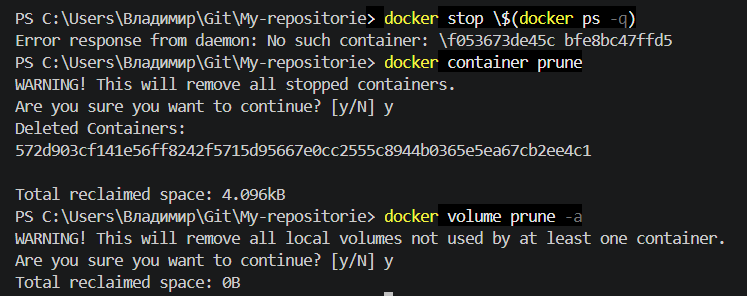 PS C:\Users\Владимир\Git\My-repositorie> docker stop \$(docker ps -q)
Error response from daemon: No such container: \f053673de45c bfe8bc47ffd5
PS C:\Users\Владимир\Git\My-repositorie> docker container prune
WARNING! This will remove all stopped containers.
Are you sure you want to continue? [y/N] y
Deleted Containers:
572d903cf141e56ff8242f5715d95667e0cc2555c8944b0365e5ea67cb2ee4c1
Total reclaimed space: 4.096kB
PS C:\Users\Владимир\Git\My-repositorie> docker volume prune -a
WARNING! This will remove all local volumes not used by at least one container.
Are you sure you want to continue? [y/N] y
Total reclaimed space: 0B